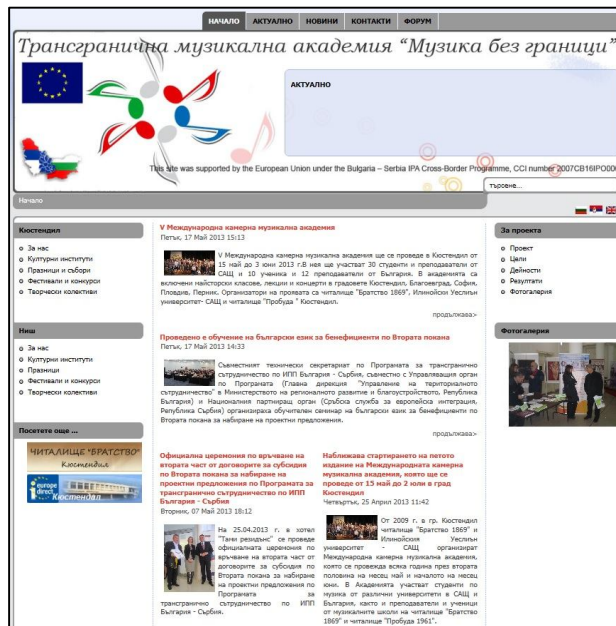 НАЧАЛО АКТУАЛНО НОВИНИ КОНТАКТИ ФОРУМ
Трансгранична музикална академия “Музика без граници”
АКТУАЛНО
This site was supported by the European Union under the Bulgaria – Serbia IPA Cross-Border Programme, CCI number 2007CB16IPO00
търсене...
Начало
Кюстендил
За нас
Културни институти
Празници и събори
Фестивали и конкурси
Творчески колективи
Ниш
За нас
Културни институти
Празници
Фестивали и конкурси
Творчески колективи
Посетете още ...
ЧИТАЛИЩЕ "БРАТСТВО"
Кюстендил
europe
direct
Кюстендил
V Международна камерна музикална академия
Петък, 17 Май 2013 15:13
V Международна камерна музикална академия ще се проведе в Кюстендил от
15 май до 3 юни 2013 г.В нея ще участват 30 студенти и преподаватели от
САЩ и 10 ученика и 12 преподаватели от България. В академията са
включени майсторски класове, лекции и концерти в градовете Кюстендил, Благоевград, София,
Пловдив, Перник. Организатори на проявата са читалище "Братство 1869", Илинойски Уеслиън
университет- САЩ и читалище "Пробуда " Кюстендил.
продължава>
Проведено е обучение на български език за бенефициенти по Втората покана
Петък, 17 Май 2013 14:33
Съвместният технически секретариат по Програмата за трансгранично
сътрудничество по ИПП България - Сърбия, съвместно с Управляващия орган
по Програмата (Главна дирекция "Управление на териториалното
сътрудничество" в Министерството на регионалното развитие и благоустройството, Република
България) и Националния партниращ орган (Сръбска служба за европейска интеграция,
Република Сърбия) организираха обучителен семинар на български език за бенефициенти по
Втората покана за набиране на проектни предложения.
продължава>
Официална церемония по връчване на
втората част от договорите за субсидия
по Втората покана за набиране на
проектни предложения по Програмата за
трансгранично сътрудничество по ИПП
България - Сърбия
Вторник, 07 Май 2013 18:12
На 25.04.2013 г. в хотел
"Тами резидънс" се проведе
официалната церемония по
връчване на втората част от
договорите за субсидия по
Втората покана за набиране
на проектни предложения по
Програмата за
трансгранично сътрудничество по ИПП
България - Сърбия.
Наближава стартирането на петото
издание на Международната камерна
музикална академия, която ще се
проведе от 15 май до 2 юли в град
Кюстендил
Четвъртък, 25 Април 2013 11:42
От 2009 г. в гр. Кюстендил
читалище "Братство 1869" и
Илинойския Уеслиън
университет - САЩ организират
Международна камерна музикална академия,
която се провежда всяка година през втората
половина на месец май и началото на месец
юни. В Академията участват студенти по
музика от различни университети в САЩ и
България, както и преподаватели и ученици
от музикалните школи на читалище "Братство
1869" и читалище "Пробуда 1961".
За проекта
Проект
Цели
Дейности
Резултати
Фотогалерия
Фотогалерия